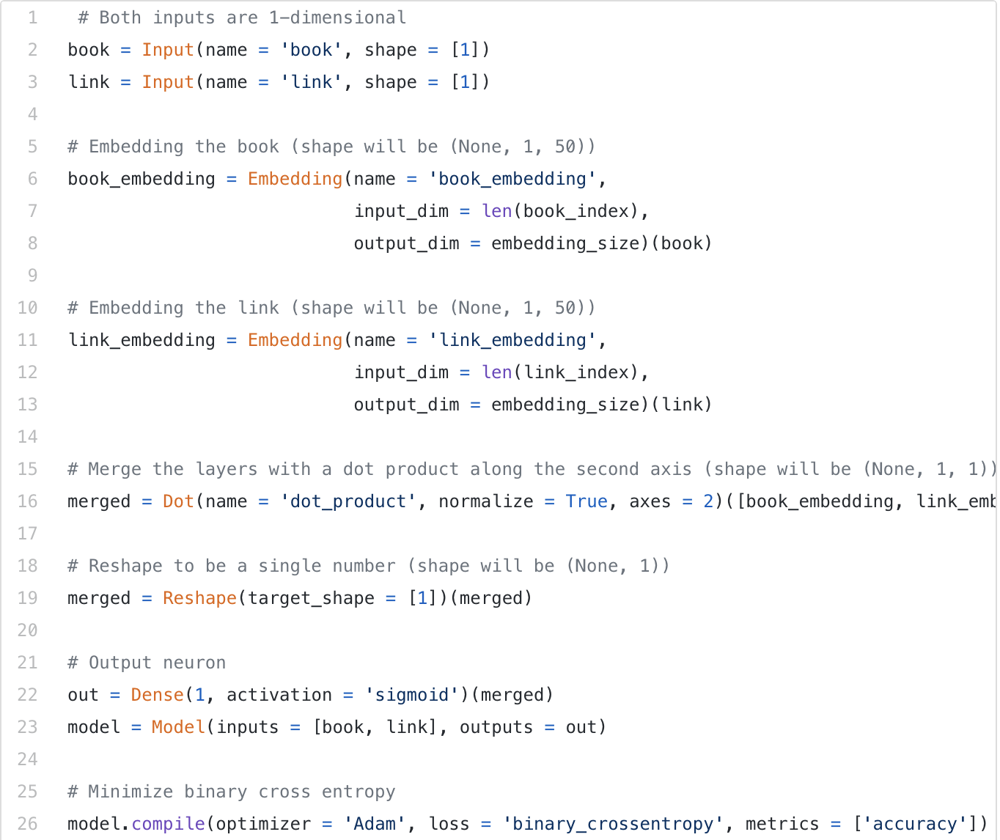 1 # Both inputs are 1-dimensional
2 book = Input(name = 'book', shape = [1])
3 link = Input(name = 'link', shape = [1])
4
5 # Embedding the book (shape will be (None, 1, 50))
6 book_embedding = Embedding(name = 'book_embedding',
7 input_dim = len(book_index),
8 output_dim = embedding_size)(book)
9
10 # Embedding the link (shape will be (None, 1, 50))
11 link_embedding = Embedding(name = 'link_embedding',
12 input_dim = len(link_index),
13 output_dim = embedding_size)(link)
14
15 # Merge the layers with a dot product along the second axis (shape will be (None, 1, 1))
16 merged = Dot(name = 'dot_product', normalize = True, axes = 2)([book_embedding, link_emb
17
18 # Reshape to be a single number (shape will be (None, 1))
19 merged = Reshape(target_shape = [1])(merged)
20
21 # Output neuron
22 out = Dense(1, activation = 'sigmoid')(merged)
23 model = Model(inputs = [book, link], outputs = out)
24
25 # Minimize binary cross entropy
26 model.compile(optimizer = 'Adam', loss = 'binary_crossentropy', metrics = ['accuracy'])